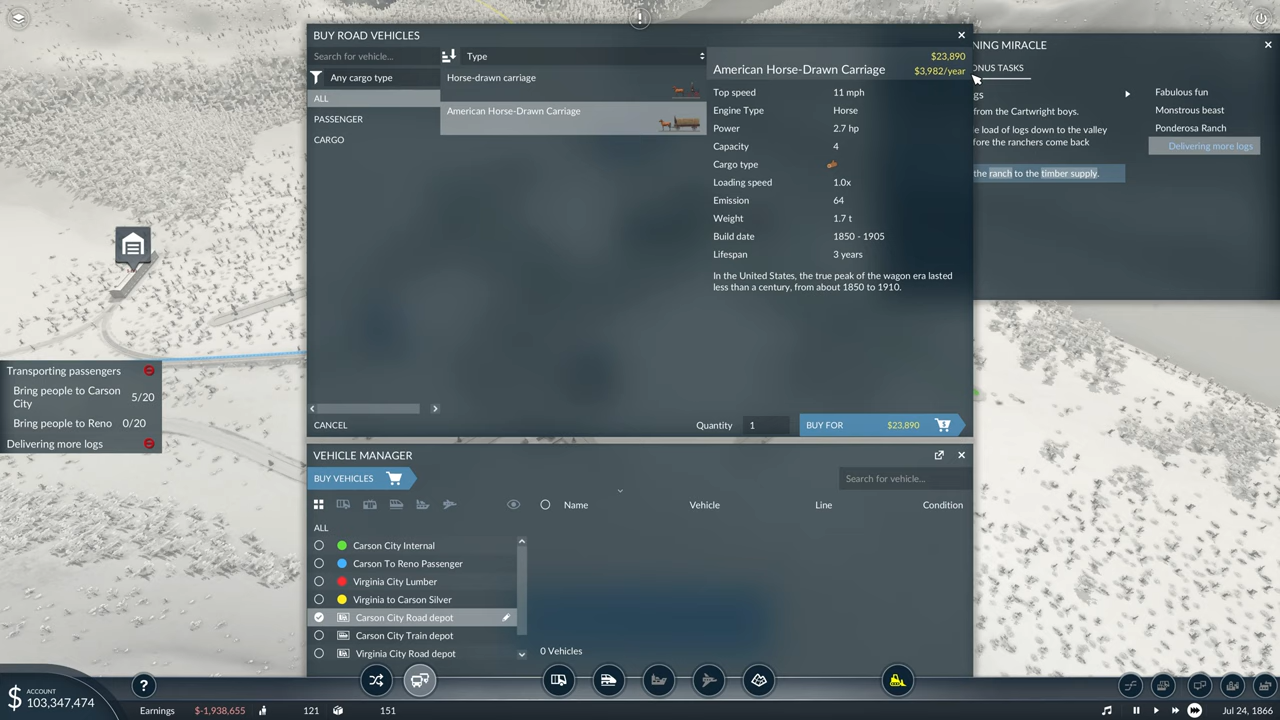 BUY ROAD VEHICLES
Search for vehicle...
Type
Any cargo type
ALL
PASSENGER
CARGO
Horse-drawn carriage
American Horse-Drawn Carriage
$23,890
American Horse-Drawn Carriage
$3,982/year
Top speed 11 mph
Engine Type Horse
Power 2.7 hp
Capacity 4
Cargo type
Loading speed 1.0x
Emission 64
Weight 1.7 t
Build date 1850 - 1905
Lifespan 3 years
In the United States, the true peak of the wagon era lasted
less than a century, from about 1850 to 1910.
CANCEL
Quantity 1
BUY FOR $23,890
NING MIRACLE
ONUS TASKS
gs
from the Cartwright boys.
le load of logs down to the valley
fore the ranchers come back
the ranch to the timber supply.
Fabulous fun
Monstrous beast
Ponderosa Ranch
Delivering more logs
Transporting passengers
Bring people to Carson
City 5/20
Bring people to Reno 0/20
Delivering more logs
VEHICLE MANAGER
BUY VEHICLES
Search for vehicle...
Name Vehicle Line Condition
ALL
Carson City Internal
Carson To Reno Passenger
Virginia City Lumber
Virginia to Carson Silver
Carson City Road depot
Carson City Train depot
Virginia City Road depot
0 Vehicles
$ ACCOUNT
103,347,474
?
Earnings $-1,938,655 121 151
Jul 24, 1866